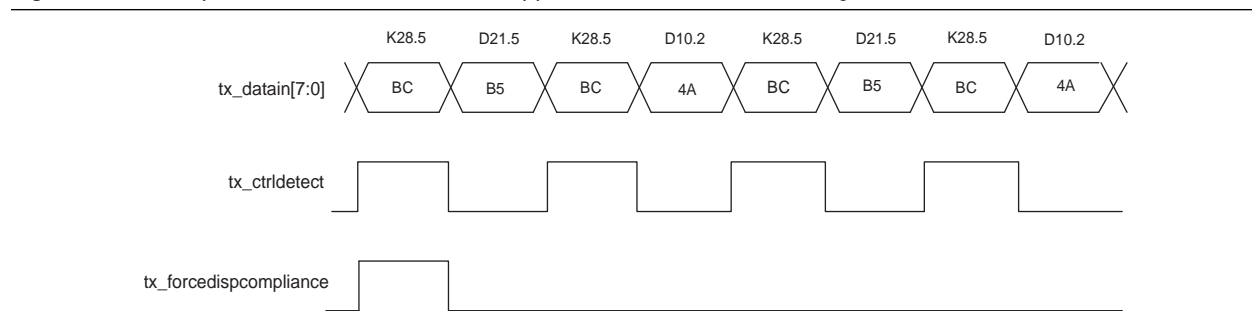 K28.5 D21.5 K28.5 D10.2 K28.5 D21.5 K28.5 D10.2
tx_datain[7:0] BC B5 BC 4A BC B5 BC 4A
tx_ctrldetect
tx_forcedispcompliance